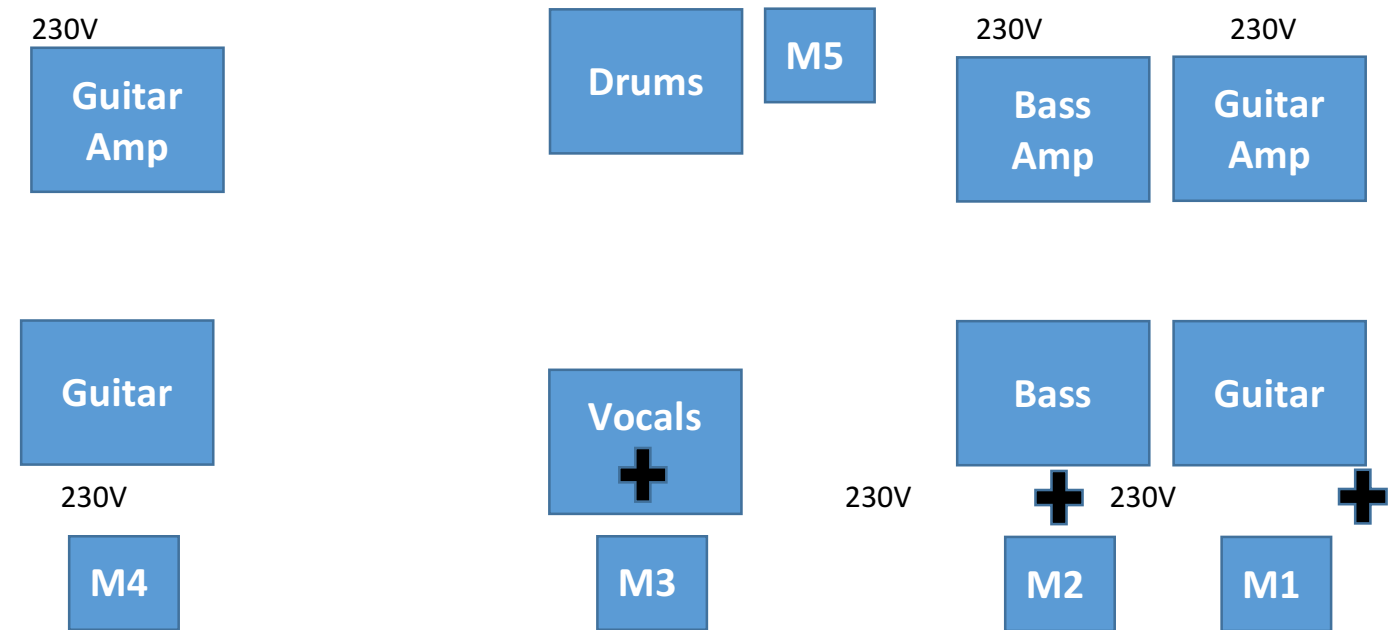 230V
Guitar
Amp
Drums
M5
230V
Bass
Amp
230V
Guitar
Amp
Guitar
Vocals
Bass
Guitar
230V
230V
230V
M4
M3
M2
M1